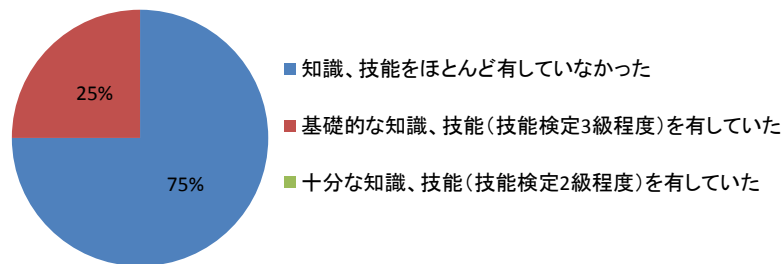 知識、技能をほとんど有していなかった
25%
基礎的な知識、技能(技能検定3級程度)を有していた
75%
十分な知識、技能(技能検定2級程度)を有していた